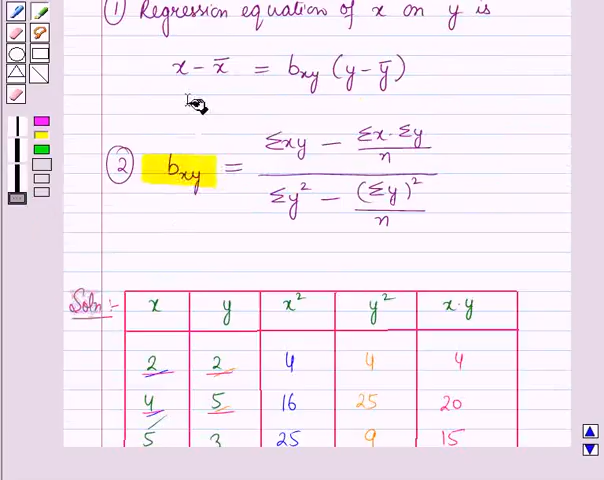 ① Regression equation of x on y is
x - x̄ = bxy (y - ȳ)
② bxy = (Σxy - (Σx·Σy)/n) / (Σy² - (Σy)²/n)
Soln :-
x y x² y² x·y
2 2 4 4 4
4 5 16 25 20
5 3 25 9 15